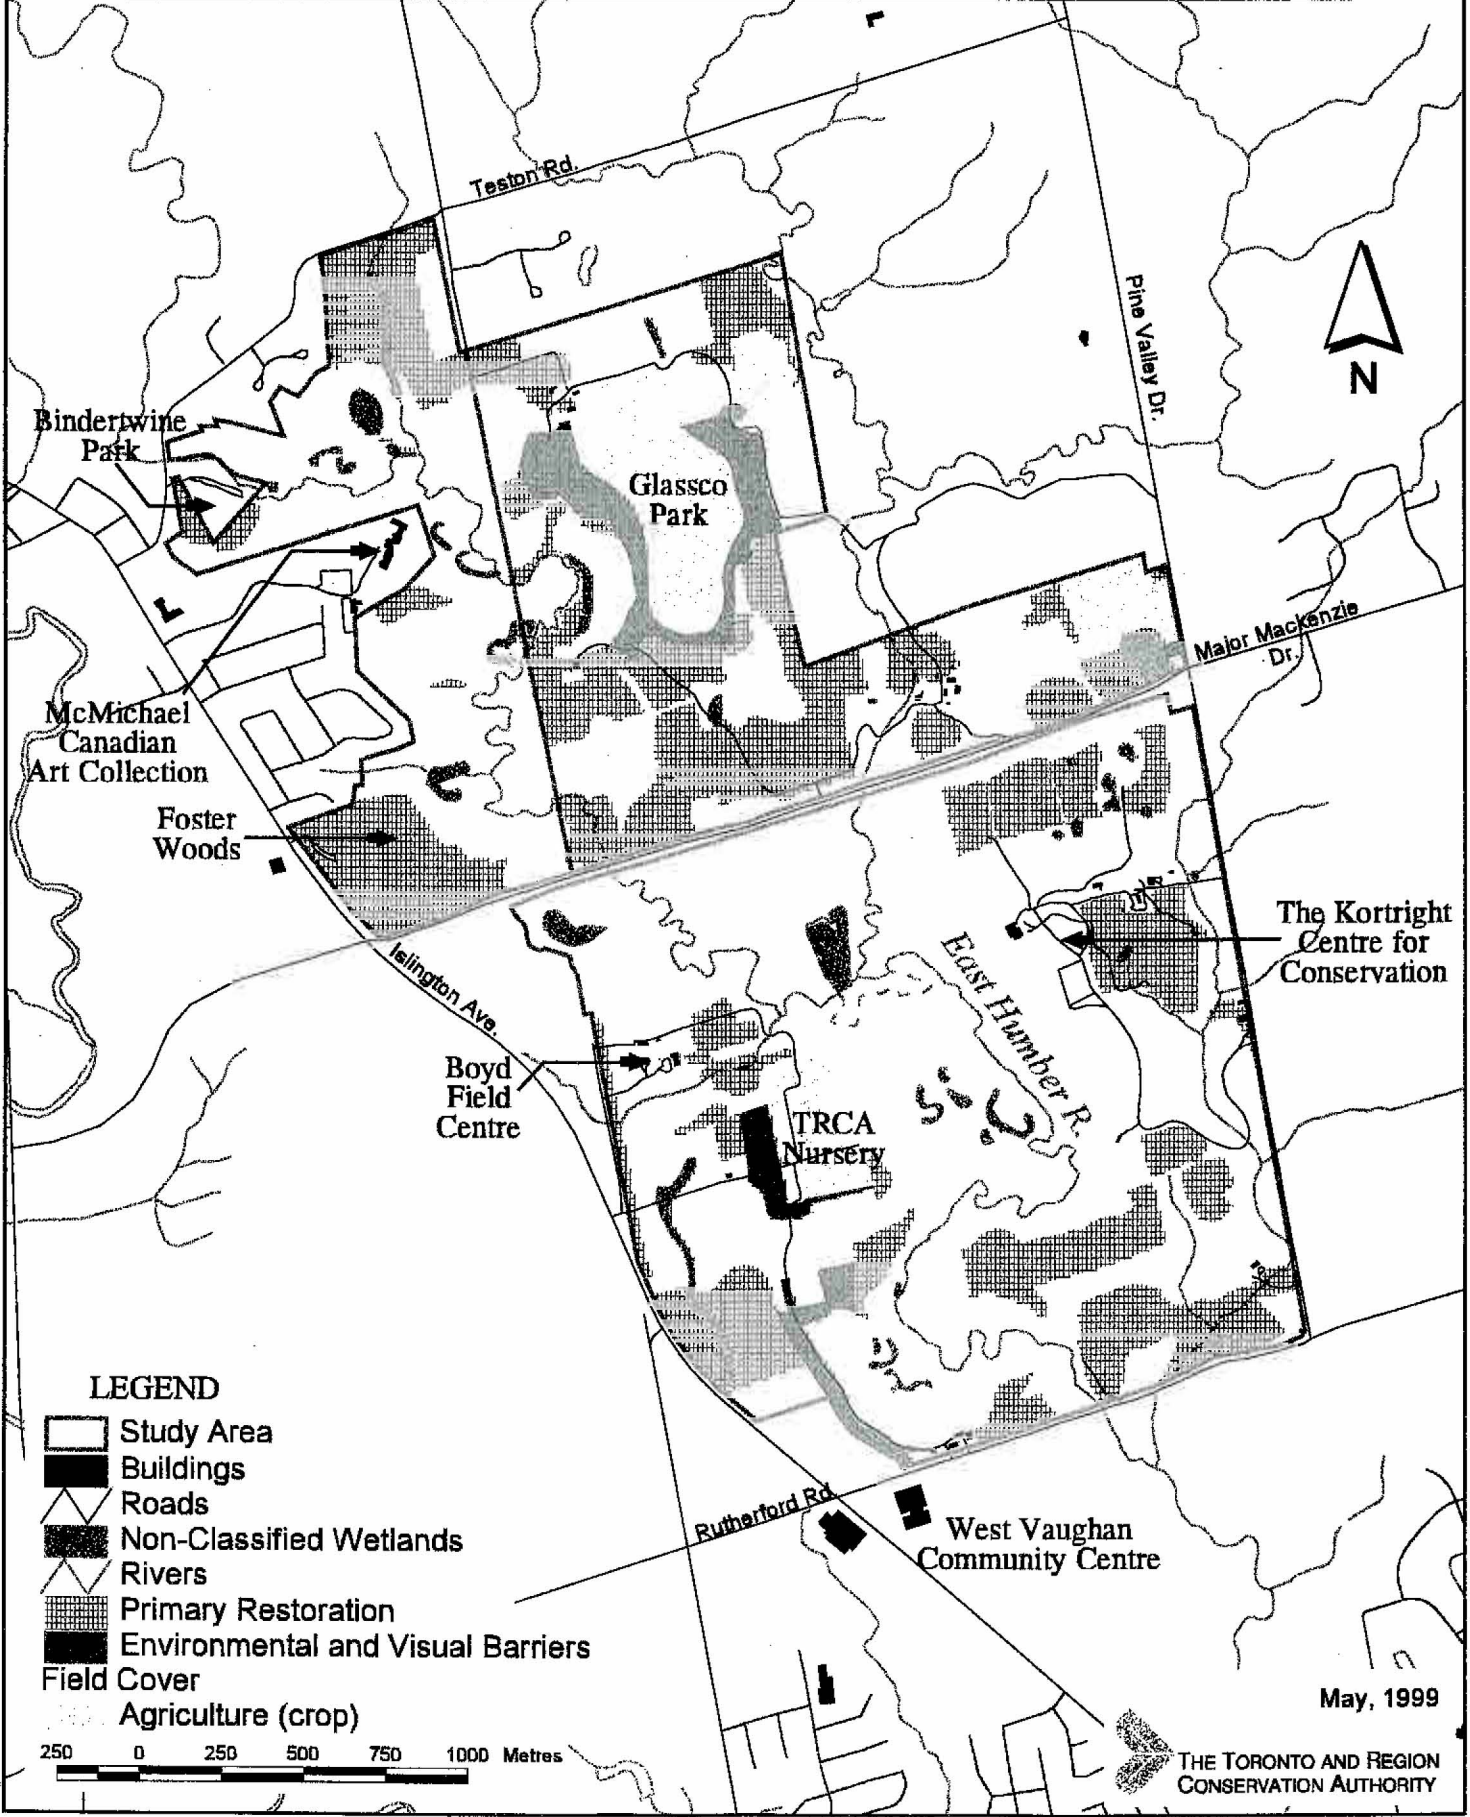 Teston Rd.
Pine Valley Dr.
N
Bindertwine
Park
Glassco
Park
Major Mackenzie
Dr.
McMichael
Canadian
Art Collection
Foster
Woods
The Kortright
Centre for
Conservation
Islington Ave.
East Humber R.
Boyd
Field
Centre
TRCA
Nursery
LEGEND
Study Area
Buildings
Roads
Non-Classified Wetlands
Rivers
Primary Restoration
Environmental and Visual Barriers
Field Cover
Agriculture (crop)
Rutherford Rd.
West Vaughan
Community Centre
250 0 250 500 750 1000 Metres
May, 1999
THE TORONTO AND REGION
CONSERVATION AUTHORITY